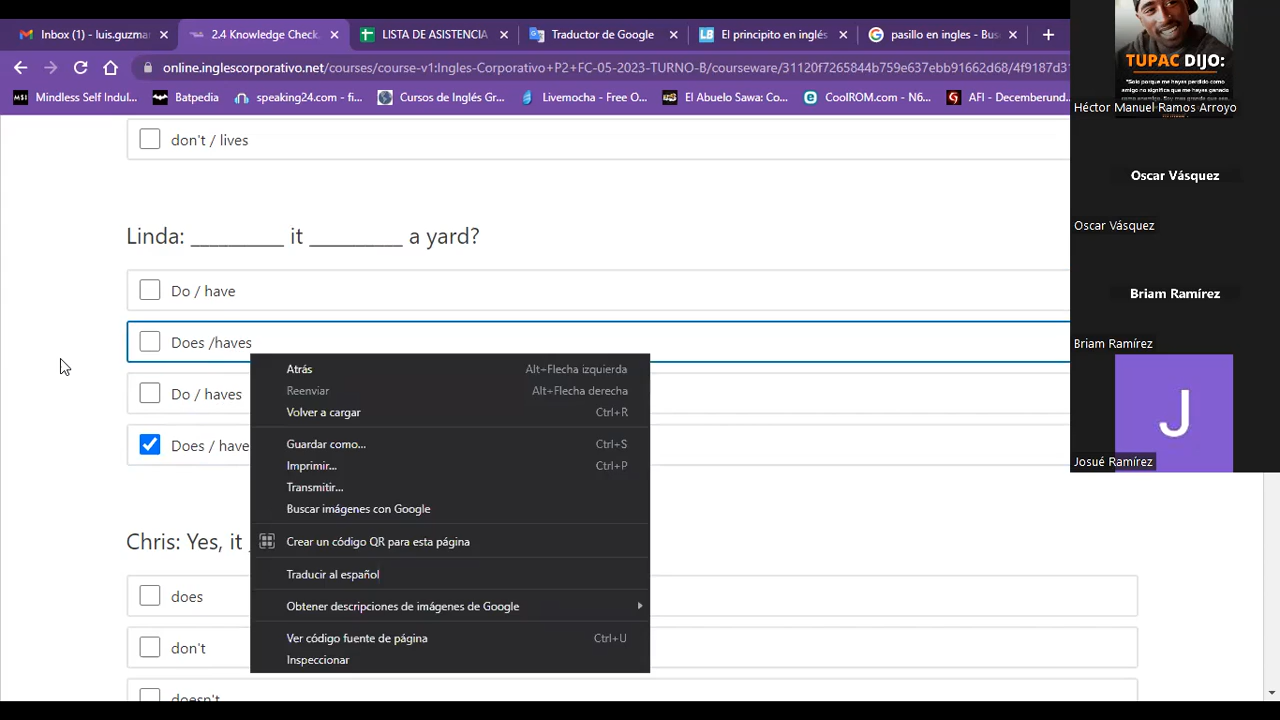 Inbox (1) - luis.guzma
2.4 Knowledge Check
LISTA DE ASISTENCIA
Traductor de Google
El principito en inglés
pasillo en ingles - Bus
online.inglescorporativo.net/courses/course-v1
orporativo+P2+FC-05-2023-TURNO-B/courseware/31120f7265844b759e637ebb91662d68/4f9187d31
Mindless Self Indul...
Batpedia
speaking24.com - fi...
Cursos de Inglés Gr...
Livemocha - Free O...
El Abuelo Sawa: Co...
CoolROM.com - N6...
AFI - Decemberund...
don't / lives
Linda: __________ it __________ a yard?
Do / have
Does /haves
Do / haves
Does / have
Chris: Yes, it
does
don't
doesn't
Atrás Alt+Flecha izquierda
Reenviar Alt+Flecha derecha
Volver a cargar Ctrl+R
Guardar como... Ctrl+S
Imprimir... Ctrl+P
Transmitir...
Buscar imágenes con Google
Crear un código QR para esta página
Traducir al español
Obtener descripciones de imágenes de Google
Ver código fuente de página Ctrl+U
Inspeccionar
TUPAC DIJO:
Héctor Manuel Ramos Arroyo
Oscar Vásquez
Oscar Vásquez
Briam Ramírez
Briam Ramírez
J
Josué Ramírez